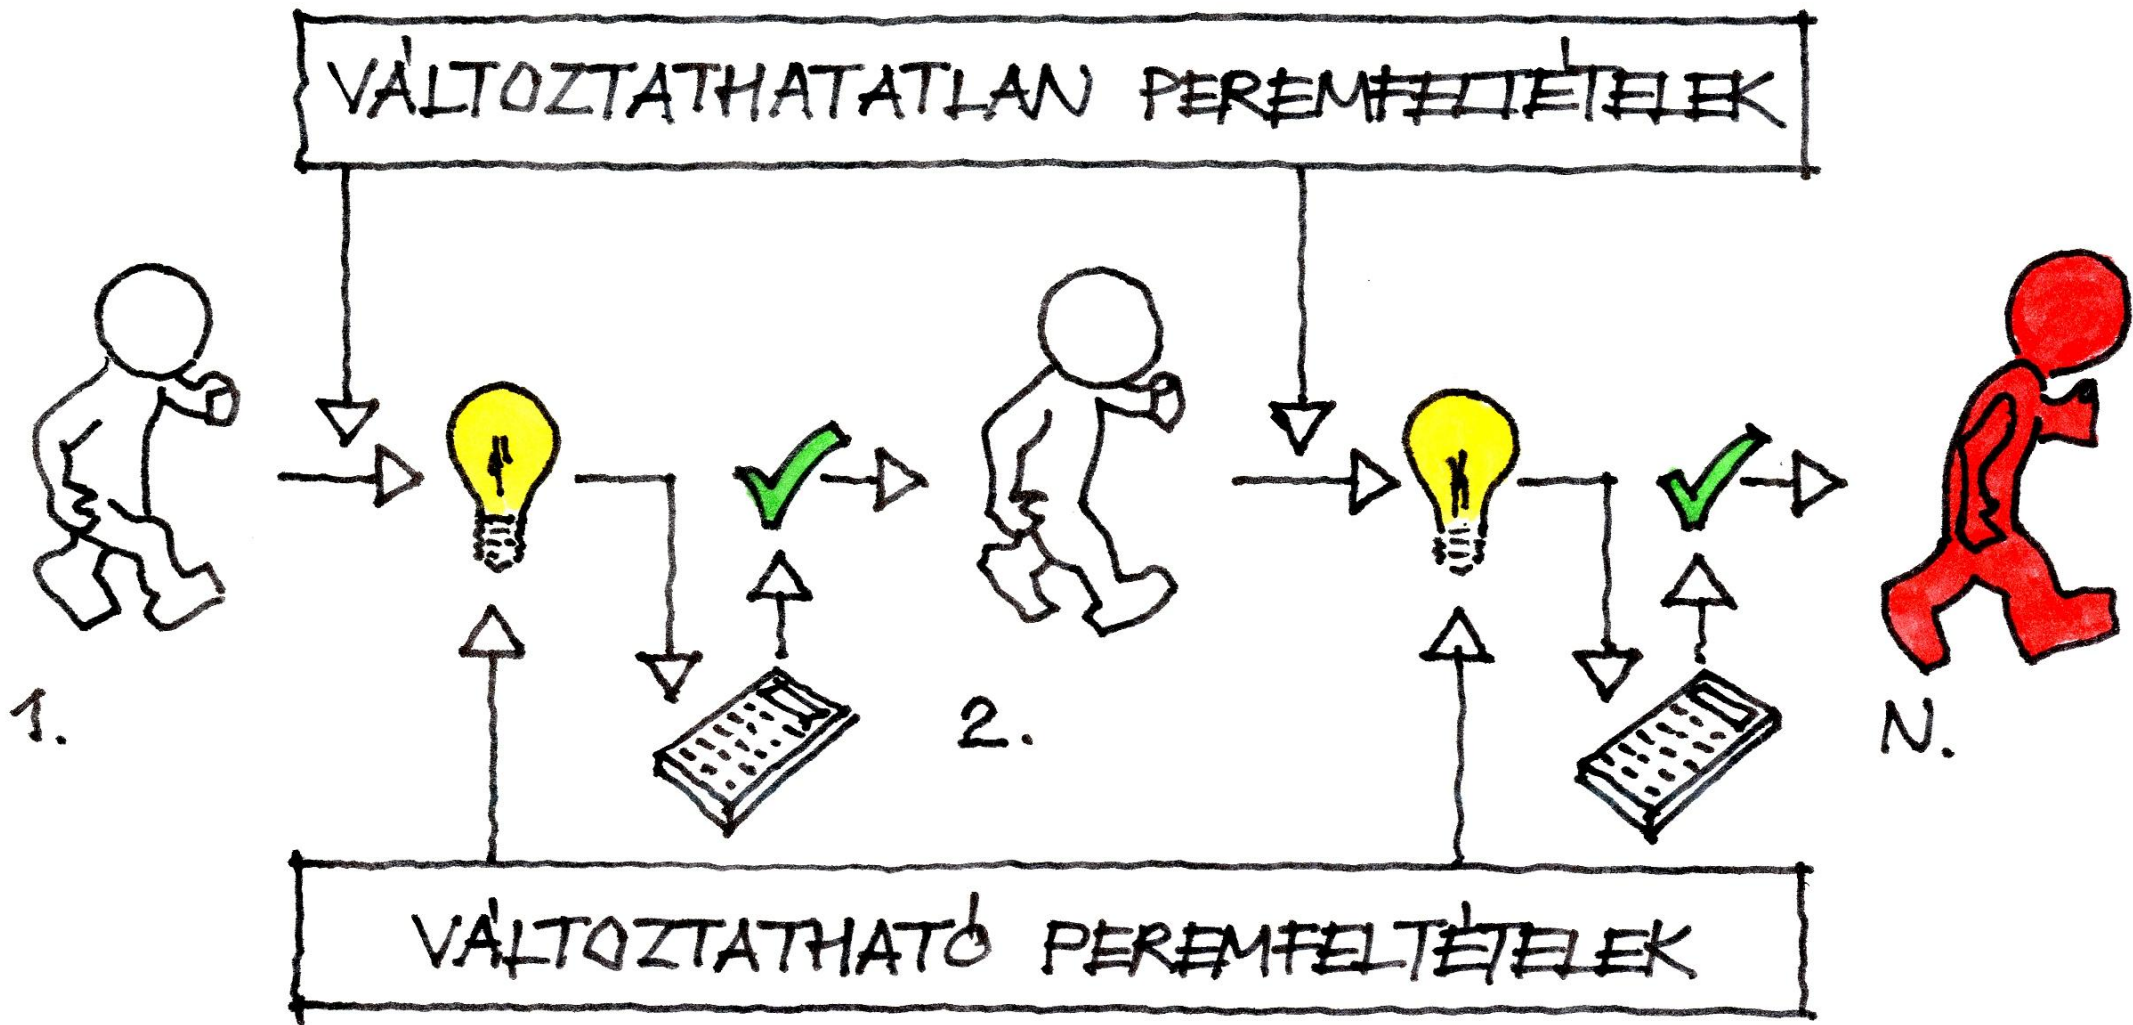 VÁLTOZTATHATATLAN PEREMFELTÉTELEK
1.
2.
N.
VÁLTOZTATHATÓ PEREMFELTÉTELEK